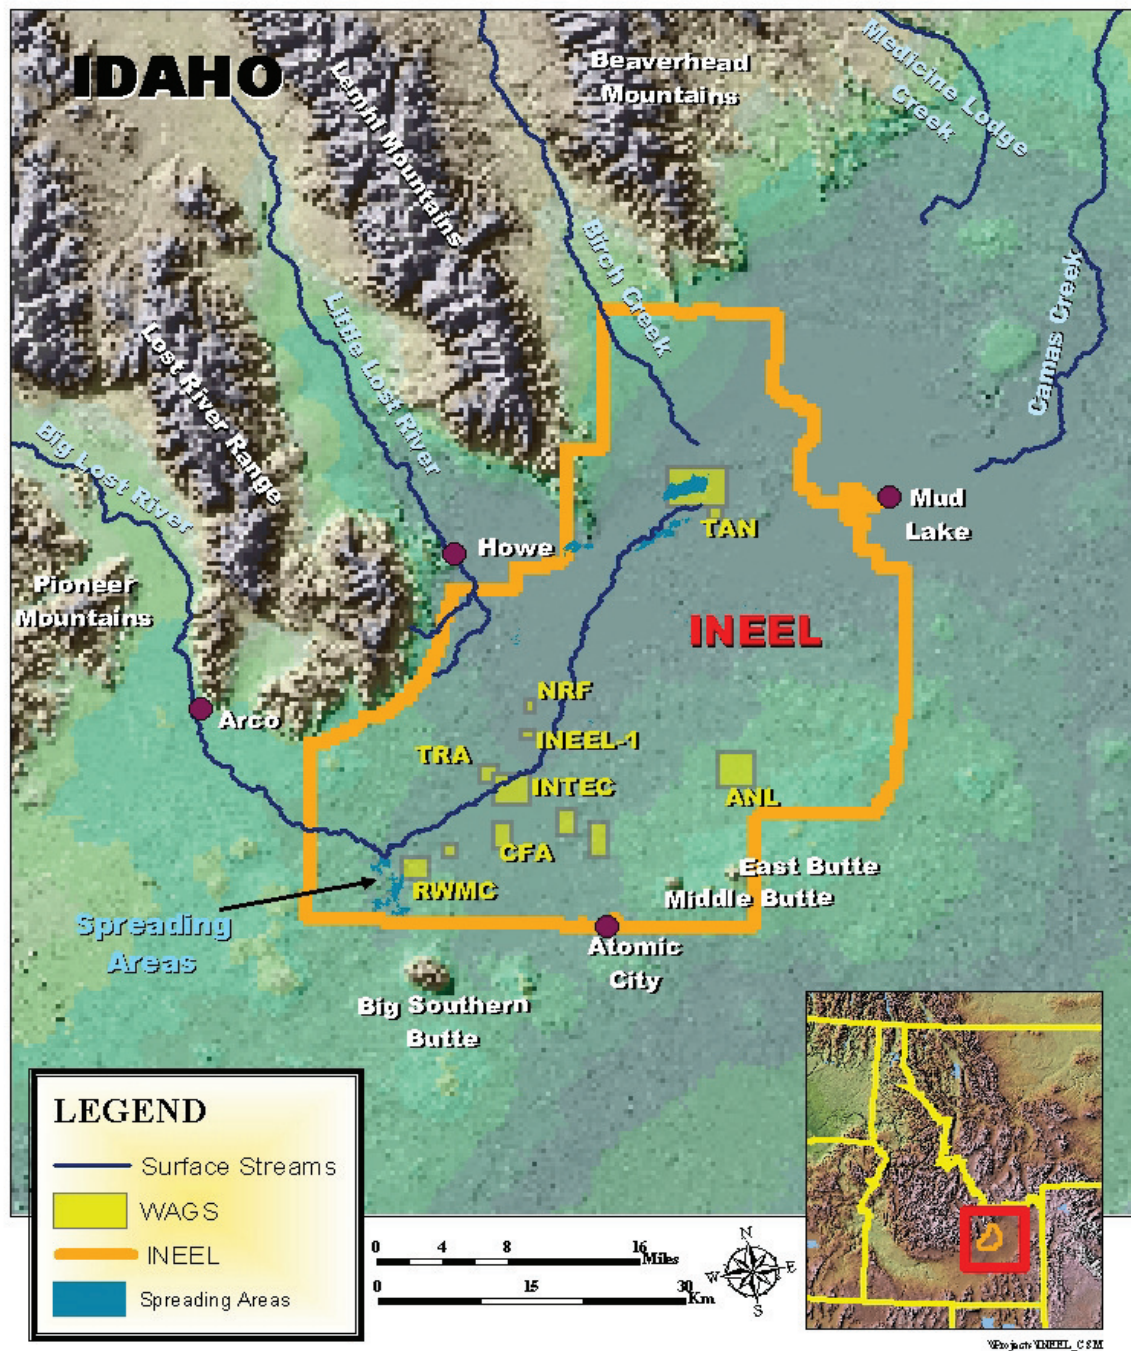 IDAHO
Beaverhead
Mountains
Medicine Lodge
Creek
Lemhi Mountains
Birch Creek
Camas Creek
Little Lost River
Lost River Range
Big Lost River
Mud
Lake
TAN
Howe
Pioneer
Mountains
INEEL
NRF
Arco
INEEL-1
TRA
INTEC
ANL
CFA
East Butte
RWMC
Middle Butte
Spreading
Areas
Atomic
City
Big Southern
Butte
LEGEND
Surface Streams
WAGS
INEEL
Spreading Areas
0 4 8 16
Miles
0 15 30
Km
N
W E
S